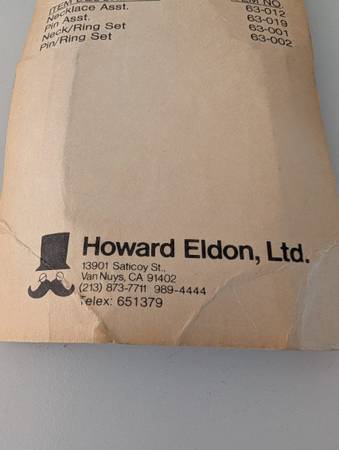 Necklace Asst. 63-012
Pin Asst. 63-019
Neck/Ring Set 63-001
Pin/Ring Set 63-002
Howard Eldon, Ltd.
13901 Saticoy St.,
Van Nuys, CA 91402
(213) 873-7711 989-4444
Telex: 651379